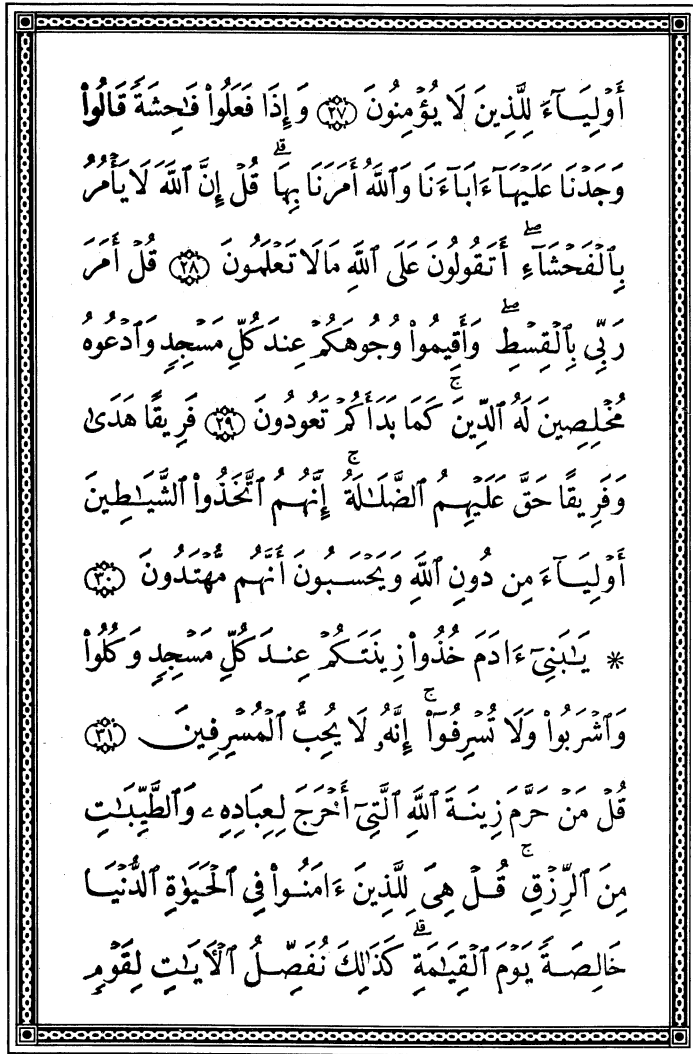 أَوۡلِيَآءَ لِلَّذِينَ لَا يُؤۡمِنُونَ ٢٧ وَإِذَا فَعَلُواْ فَٰحِشَةٗ قَالُواْ
وَجَدۡنَا عَلَيۡهَآ ءَابَآءَنَا وَٱللَّهُ أَمَرَنَا بِهَاۗ قُلۡ إِنَّ ٱللَّهَ لَا يَأۡمُرُ
بِٱلۡفَحۡشَآءِۖ أَتَقُولُونَ عَلَى ٱللَّهِ مَا لَا تَعۡلَمُونَ ٢٨ قُلۡ أَمَرَ
رَبِّي بِٱلۡقِسۡطِۖ وَأَقِيمُواْ وُجُوهَكُمۡ عِندَ كُلِّ مَسۡجِدٖ وَٱدۡعُوهُ
مُخۡلِصِينَ لَهُ ٱلدِّينَۚ كَمَا بَدَأَكُمۡ تَعُودُونَ ٢٩ فَرِيقًا هَدَىٰ
وَفَرِيقًا حَقَّ عَلَيۡهِمُ ٱلضَّلَٰلَةُۚ إِنَّهُمُ ٱتَّخَذُواْ ٱلشَّيَٰطِينَ
أَوۡلِيَآءَ مِن دُونِ ٱللَّهِ وَيَحۡسَبُونَ أَنَّهُم مُّهۡتَدُونَ ٣٠
* يَٰبَنِيٓ ءَادَمَ خُذُواْ زِينَتَكُمۡ عِندَ كُلِّ مَسۡجِدٖ وَكُلُواْ
وَٱشۡرَبُواْ وَلَا تُسۡرِفُوٓاْۚ إِنَّهُۥ لَا يُحِبُّ ٱلۡمُسۡرِفِينَ ٣١
قُلۡ مَنۡ حَرَّمَ زِينَةَ ٱللَّهِ ٱلَّتِيٓ أَخۡرَجَ لِعِبَادِهِۦ وَٱلطَّيِّبَٰتِ
مِنَ ٱلرِّزۡقِۚ قُلۡ هِيَ لِلَّذِينَ ءَامَنُواْ فِي ٱلۡحَيَوٰةِ ٱلدُّنۡيَا
خَالِصَةٗ يَوۡمَ ٱلۡقِيَٰمَةِۗ كَذَٰلِكَ نُفَصِّلُ ٱلۡأٓيَٰتِ لِقَوۡمٖ